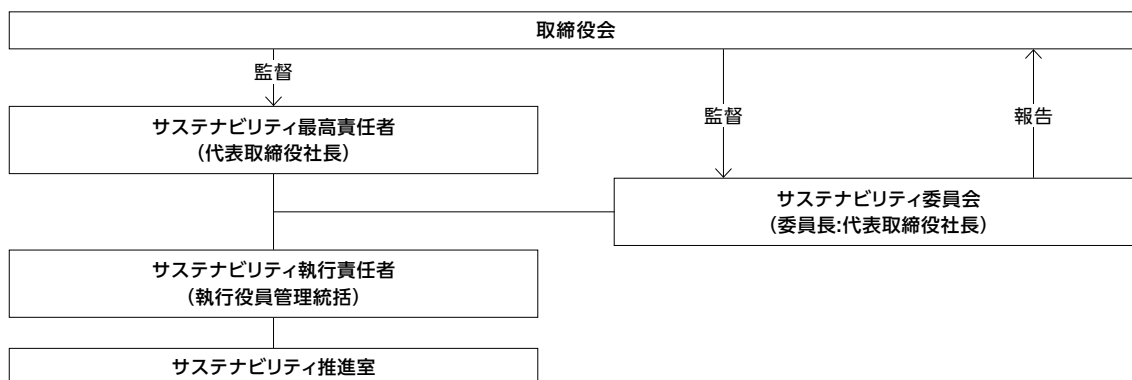 取締役会
監督
監督
報告
サステナビリティ最高責任者
（代表取締役社長）
サステナビリティ委員会
（委員長:代表取締役社長）
サステナビリティ執行責任者
（執行役員管理統括）
サステナビリティ推進室